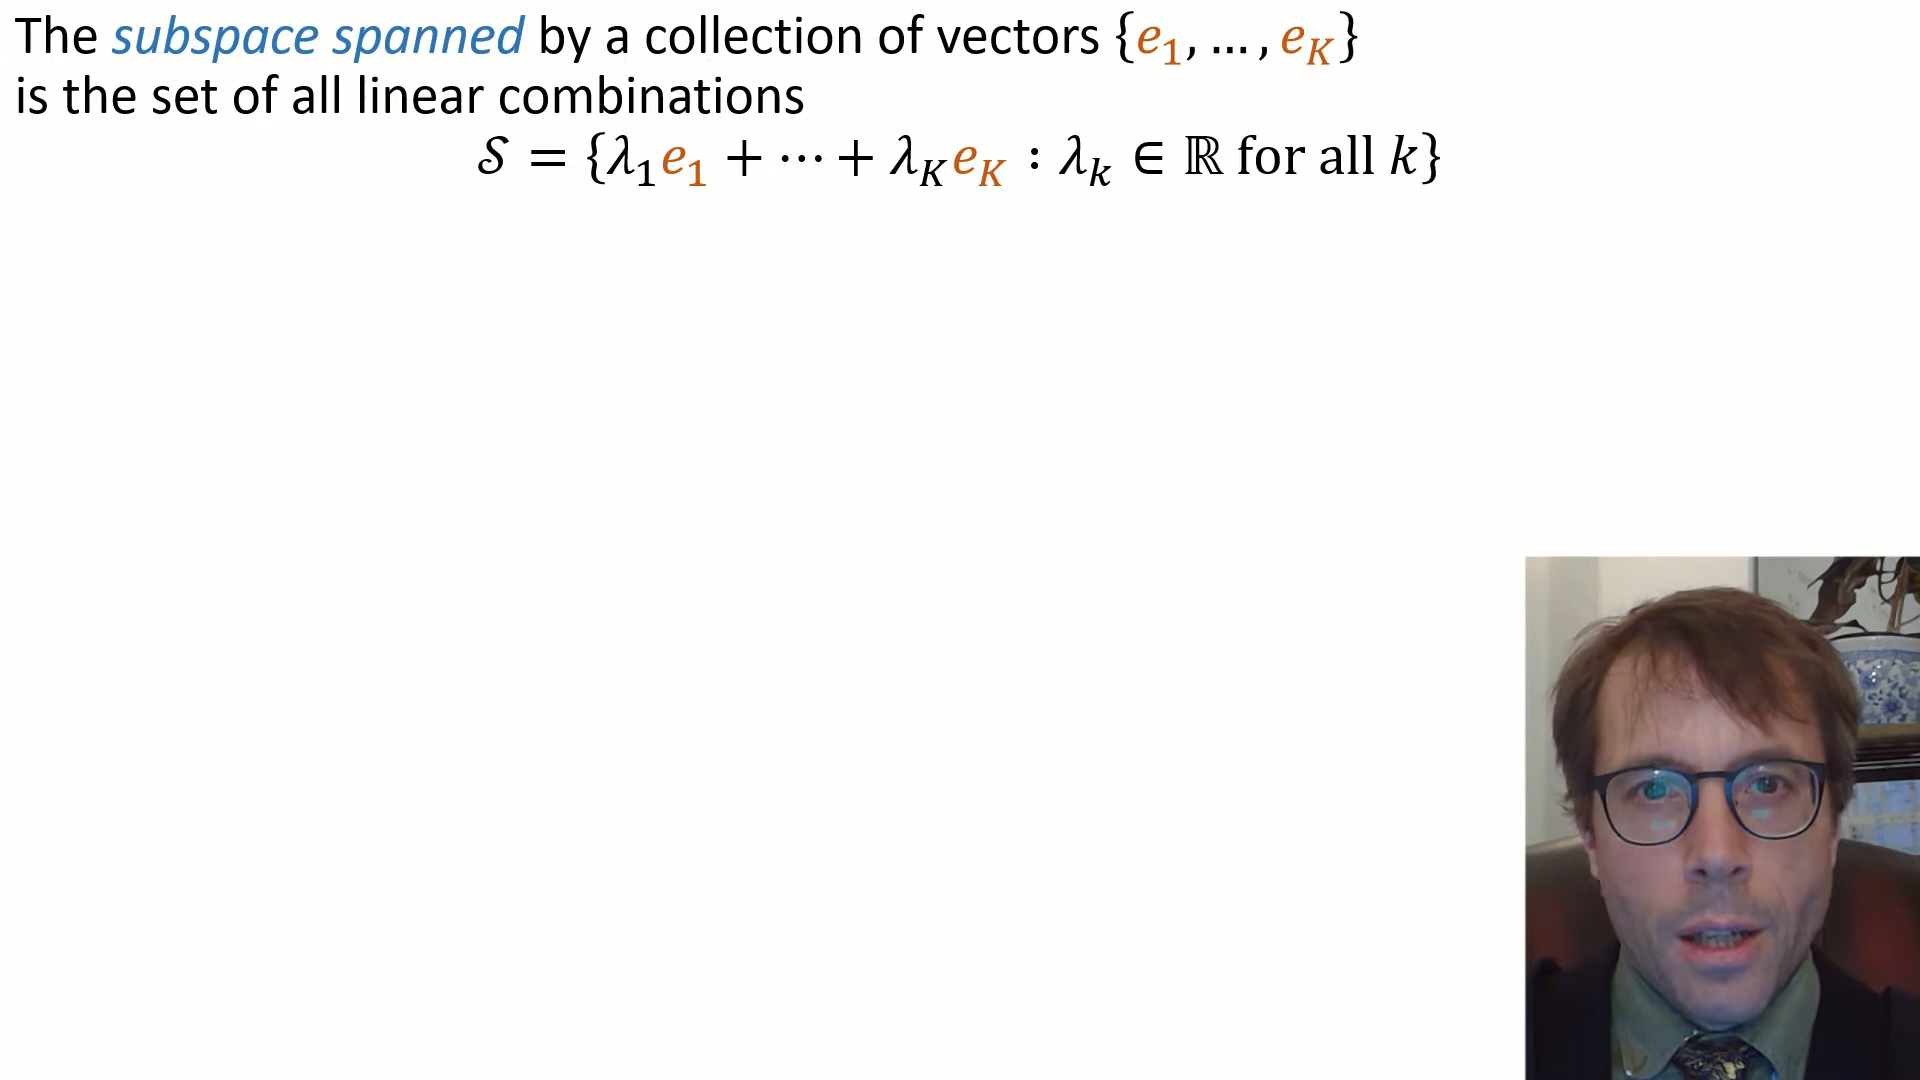 The subspace spanned by a collection of vectors {e₁, … , e_K}
is the set of all linear combinations
𝒮 = {λ₁e₁ + ⋯ + λ_K e_K : λ_k ∈ ℝ for all k}